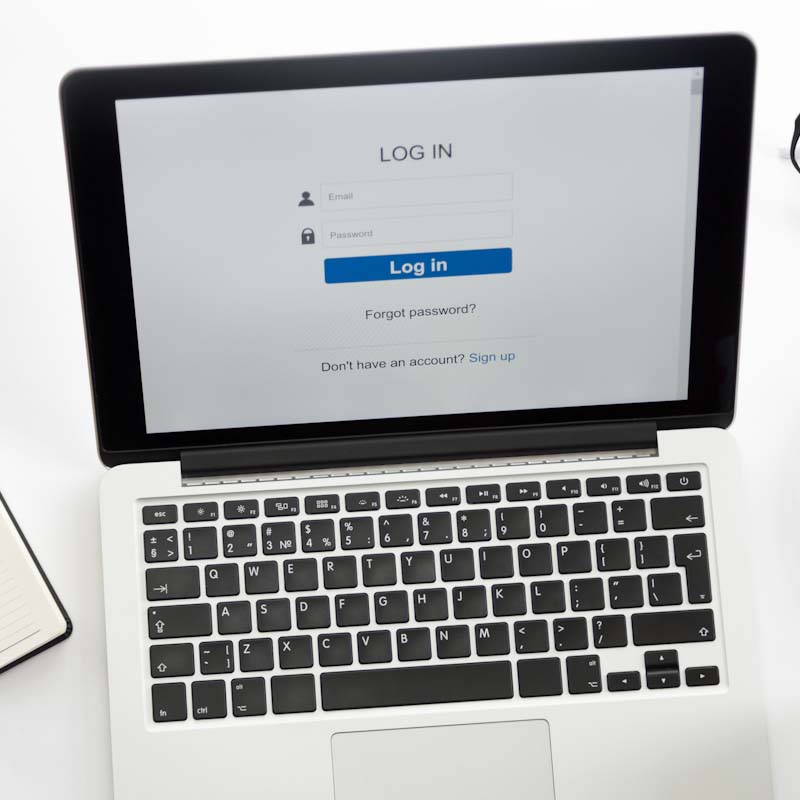 LOG IN
Email
Password
Log in
Forgot password?
Don't have an account? Sign up
esc F1 F2 F3 F4 F5 F6 F7 F8 F9 F10 F11 F12
± < § > ! 1 @ 2 " # 3 № $ 4 % % 5 : ^ 6 , & 7 . * 8 ; ( 9 ) 0 _ - + =
Q W E R T Y U I O P { [ } ]
A S D F G H J K L : ; " ' | \
~ ` [ ] Z X C V B N M < , > . ? /
fn ctrl alt alt